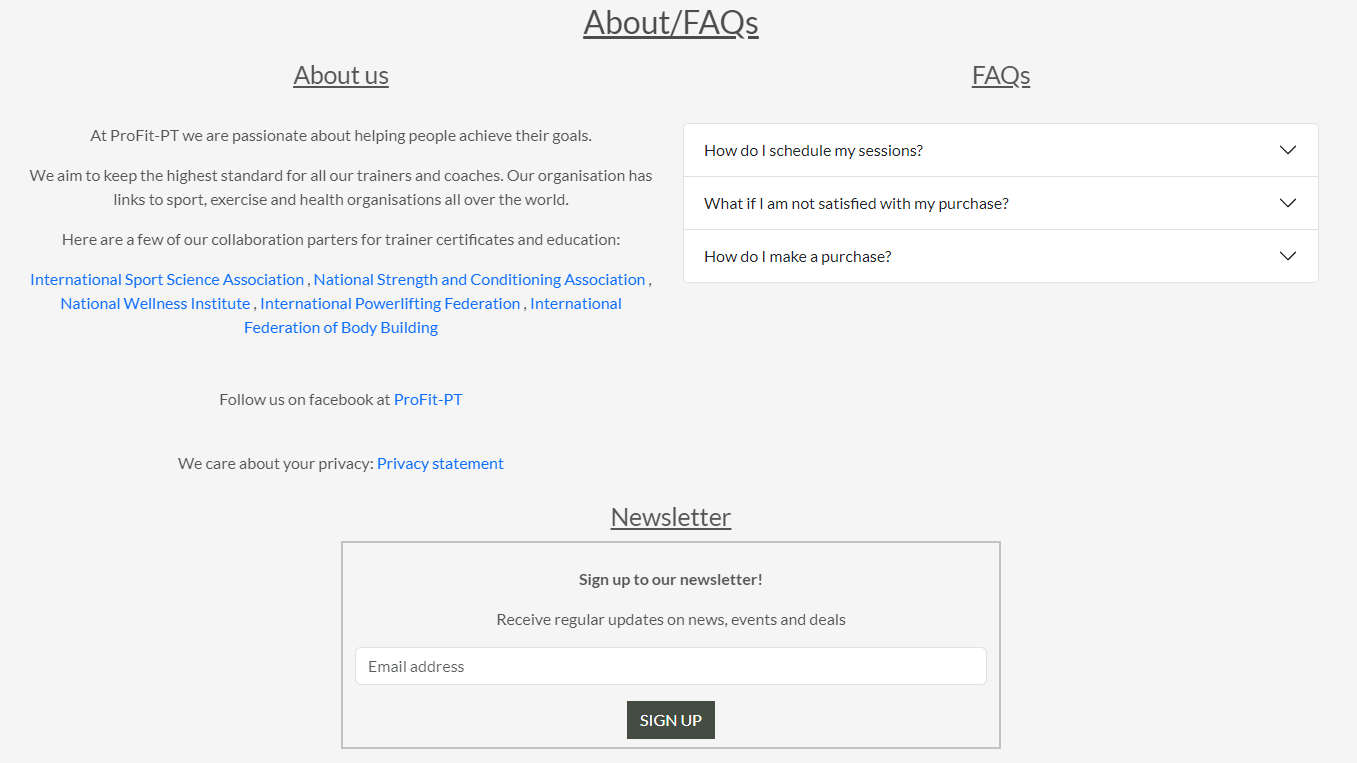 About/FAQs
About us
At ProFit-PT we are passionate about helping people achieve their goals.
We aim to keep the highest standard for all our trainers and coaches. Our organisation has
links to sport, exercise and health organisations all over the world.
Here are a few of our collaboration parters for trainer certificates and education:
International Sport Science Association , National Strength and Conditioning Association ,
National Wellness Institute , International Powerlifting Federation , International
Federation of Body Building
Follow us on facebook at ProFit-PT
We care about your privacy: Privacy statement
FAQs
How do I schedule my sessions?
What if I am not satisfied with my purchase?
How do I make a purchase?
Newsletter
Sign up to our newsletter!
Receive regular updates on news, events and deals
Email address
SIGN UP